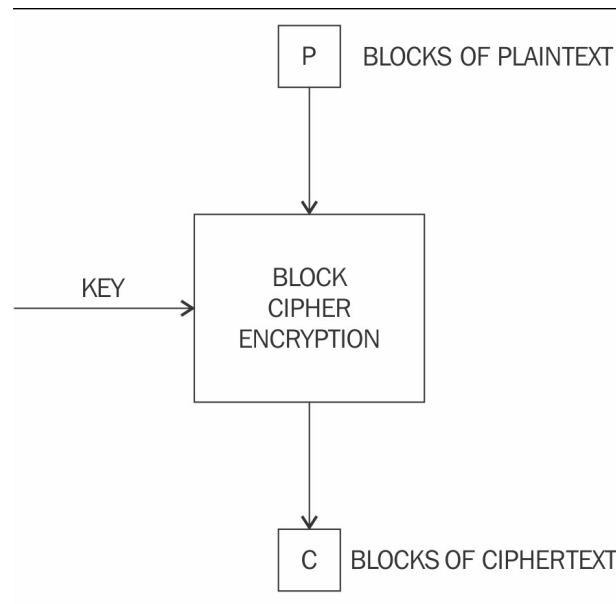 P BLOCKS OF PLAINTEXT
KEY
BLOCK
CIPHER
ENCRYPTION
C BLOCKS OF CIPHERTEXT